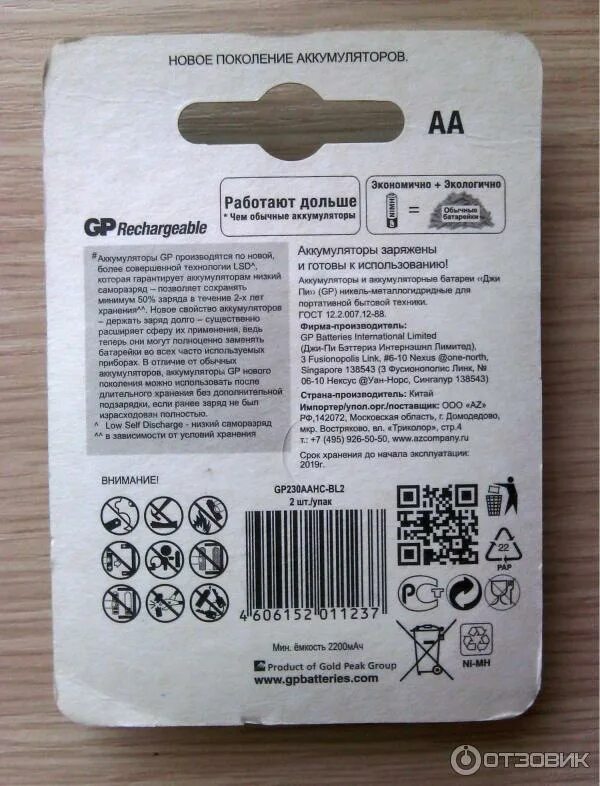 НОВОЕ ПОКОЛЕНИЕ АККУМУЛЯТОРОВ.
AA
GP Rechargeable
Работают дольше
* Чем обычные аккумуляторы
Экономично + Экологично
NiMH
=
Обычные
батарейки
# Аккумуляторы GP производятся по новой,
более совершенной технологии LSD^,
которая гарантирует аккумуляторам низкий
саморазряд – позволяет сохранять
минимум 50% заряда в течение 2-х лет
хранения^^. Новое свойство аккумуляторов
– держать заряд долго – существенно
расширяет сферу их применения, ведь
теперь они могут полноценно заменять
батарейки во всех часто используемых
приборах. В отличие от обычных
аккумуляторов, аккумуляторы GP нового
поколения можно использовать после
длительного хранения без дополнительной
подзарядки, если ранее заряд не был
израсходован полностью.
^ Low Self Discharge - низкий саморазряд
^^ в зависимости от условий хранения
Аккумуляторы заряжены
и готовы к использованию!
Аккумуляторы и аккумуляторные батареи «Джи
Пи» (GP) никель-металлогидридные для
портативной бытовой техники.
ГОСТ 12.2.007.12-88.
Фирма-производитель:
GP Batteries International Limited
(Джи-Пи Бэттериз Интернэшнл Лимитед),
3 Fusionopolis Link, #6-10 Nexus @one-north,
Singapore 138543 (3 Фусионополис Линк, №
06-10 Нексус @Уан-Норс, Сингапур 138543)
Страна-производитель: Китай
Импортер/упол.орг./поставщик: ООО «AZ»
РФ,142072, Московская область, г. Домодедово,
мкр. Востряково, вл. «Триколор», стр.4
т.: +7 (495) 926-50-50, www.azcompany.ru
Срок хранения до начала эксплуатации:
2019г.
ВНИМАНИЕ!
GP230AAHC-BL2
2 шт./упак
4 606152 011237
22
PAP
РСТ
Мин. ёмкость 2200мАч
Ni-MH
Product of Gold Peak Group
www.gpbatteries.com
ОТЗОВИК